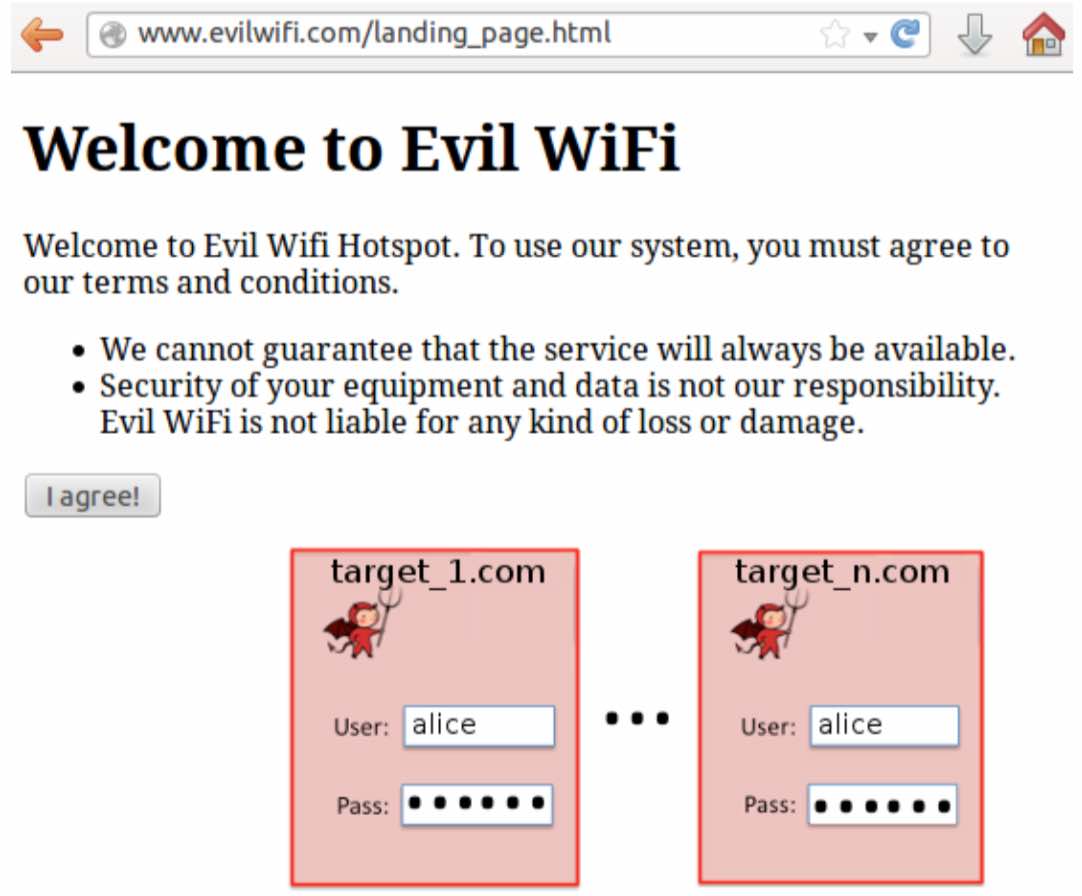 www.evilwifi.com/landing_page.html
Welcome to Evil WiFi
Welcome to Evil Wifi Hotspot. To use our system, you must agree to
our terms and conditions.
• We cannot guarantee that the service will always be available.
• Security of your equipment and data is not our responsibility.
Evil WiFi is not liable for any kind of loss or damage.
I agree!
target_1.com
User: alice
Pass: ••••••
...
target_n.com
User: alice
Pass: ••••••